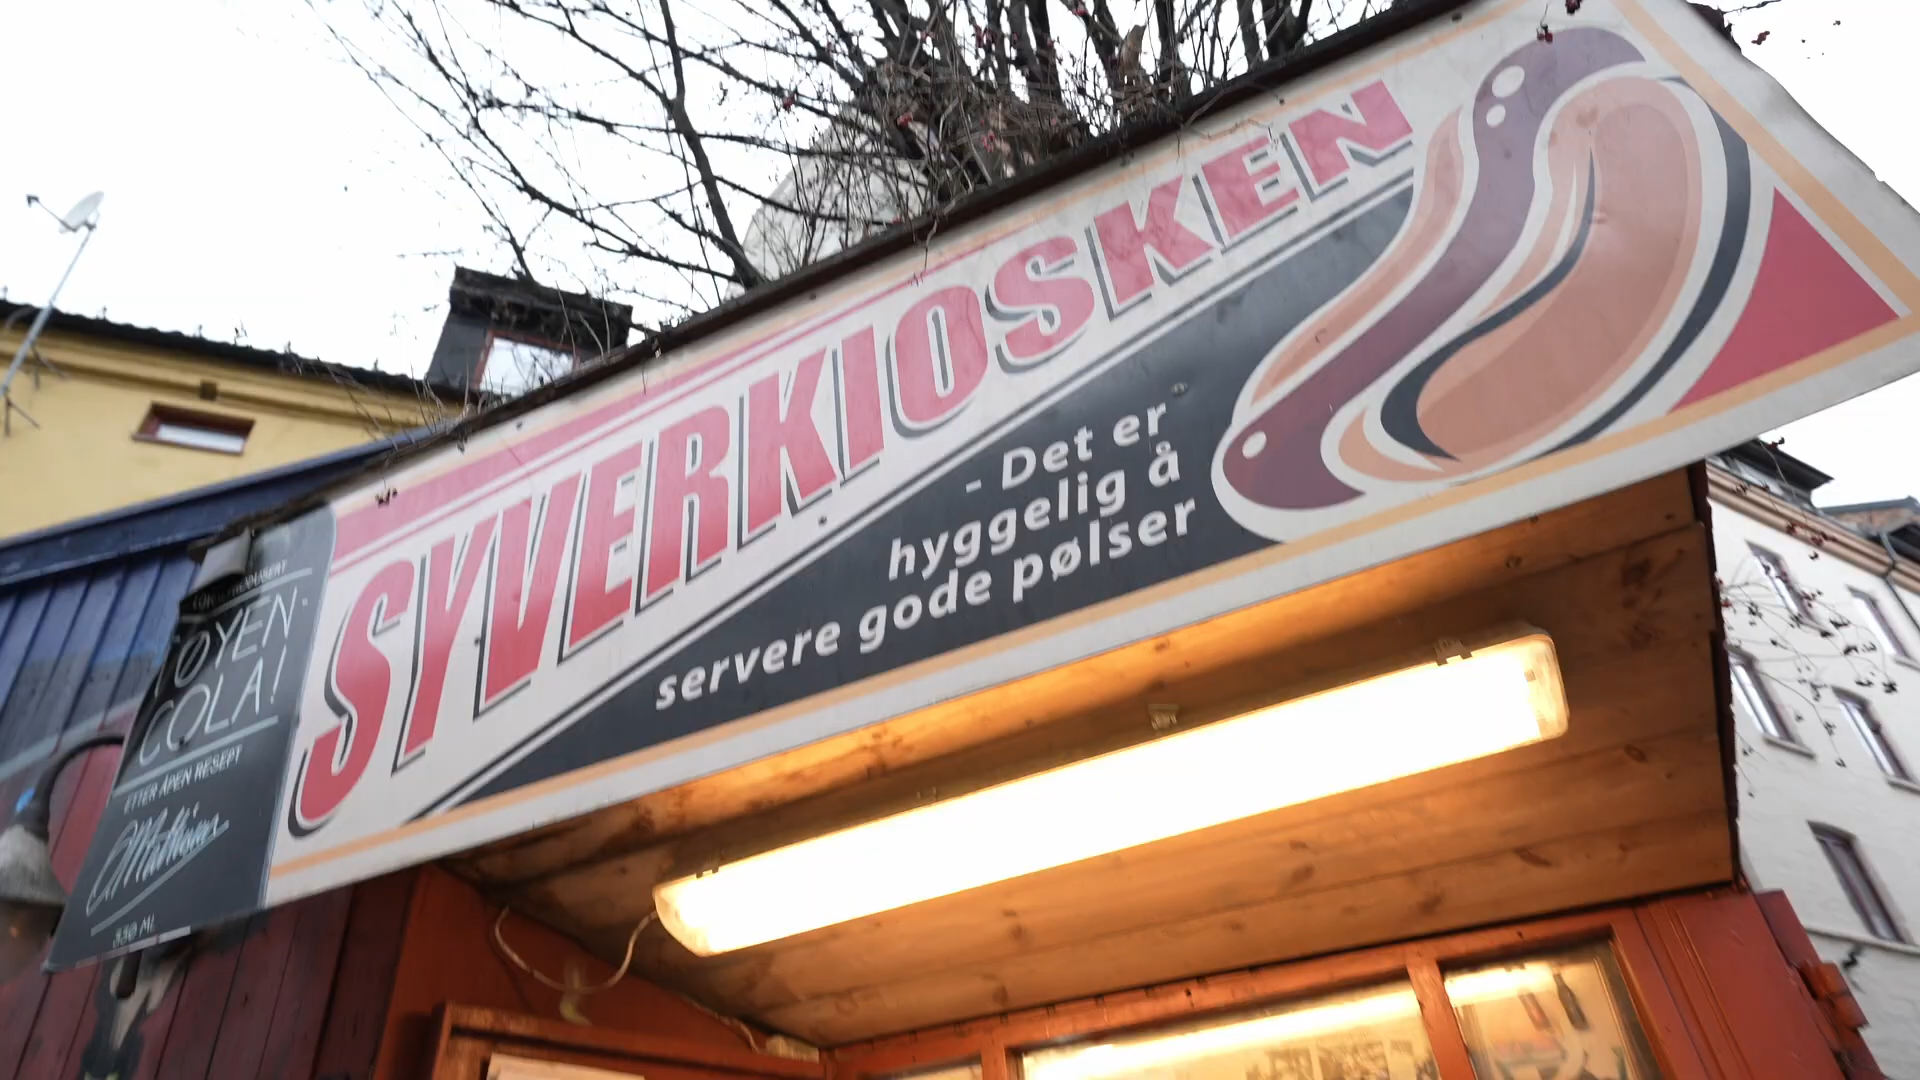 SYVERKIOSKEN
- Det er
hyggelig å
servere gode pølser
TØYEN-
COLA!
ETTER ÅPEN RESEPT
330 ML